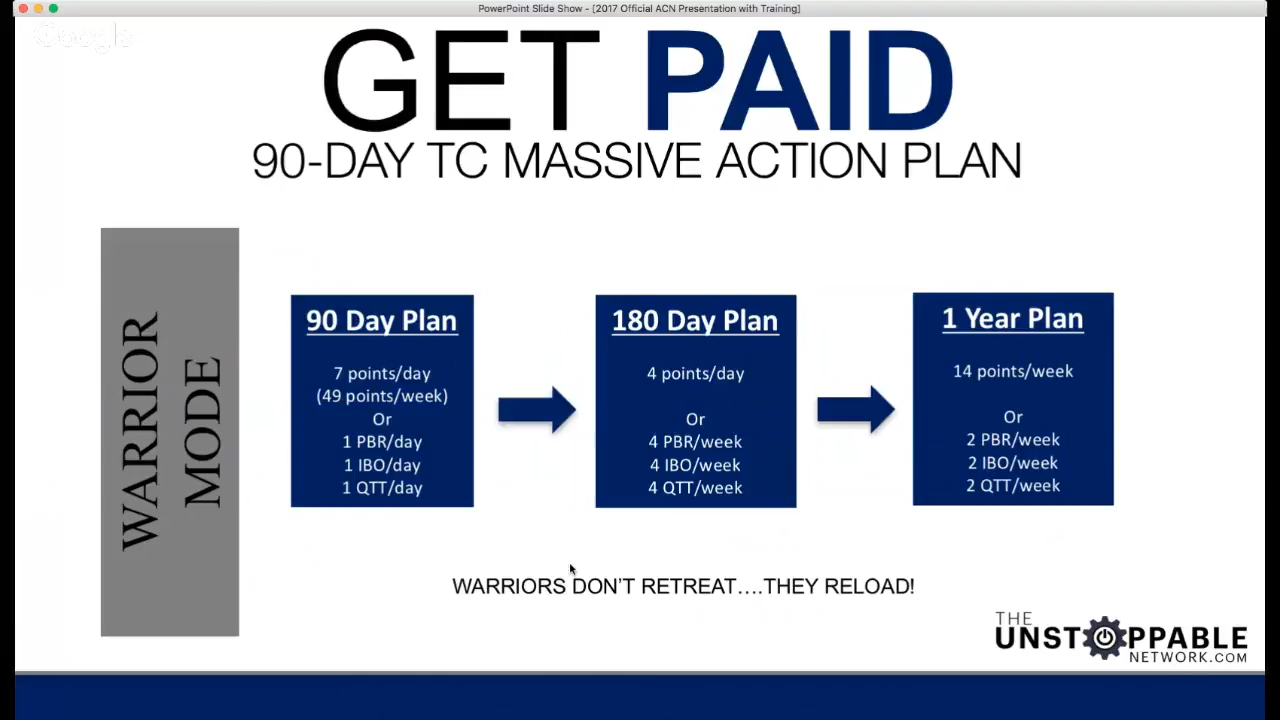 PowerPoint Slide Show - [2017 Official ACN Presentation with Training]
Google
GET PAID
90-DAY TC MASSIVE ACTION PLAN
WARRIOR
MODE
90 Day Plan
7 points/day
(49 points/week)
Or
1 PBR/day
1 IBO/day
1 QTT/day
180 Day Plan
4 points/day
Or
4 PBR/week
4 IBO/week
4 QTT/week
1 Year Plan
14 points/week
Or
2 PBR/week
2 IBO/week
2 QTT/week
WARRIORS DON'T RETREAT....THEY RELOAD!
THE
UNSTOPPABLE
NETWORK.COM